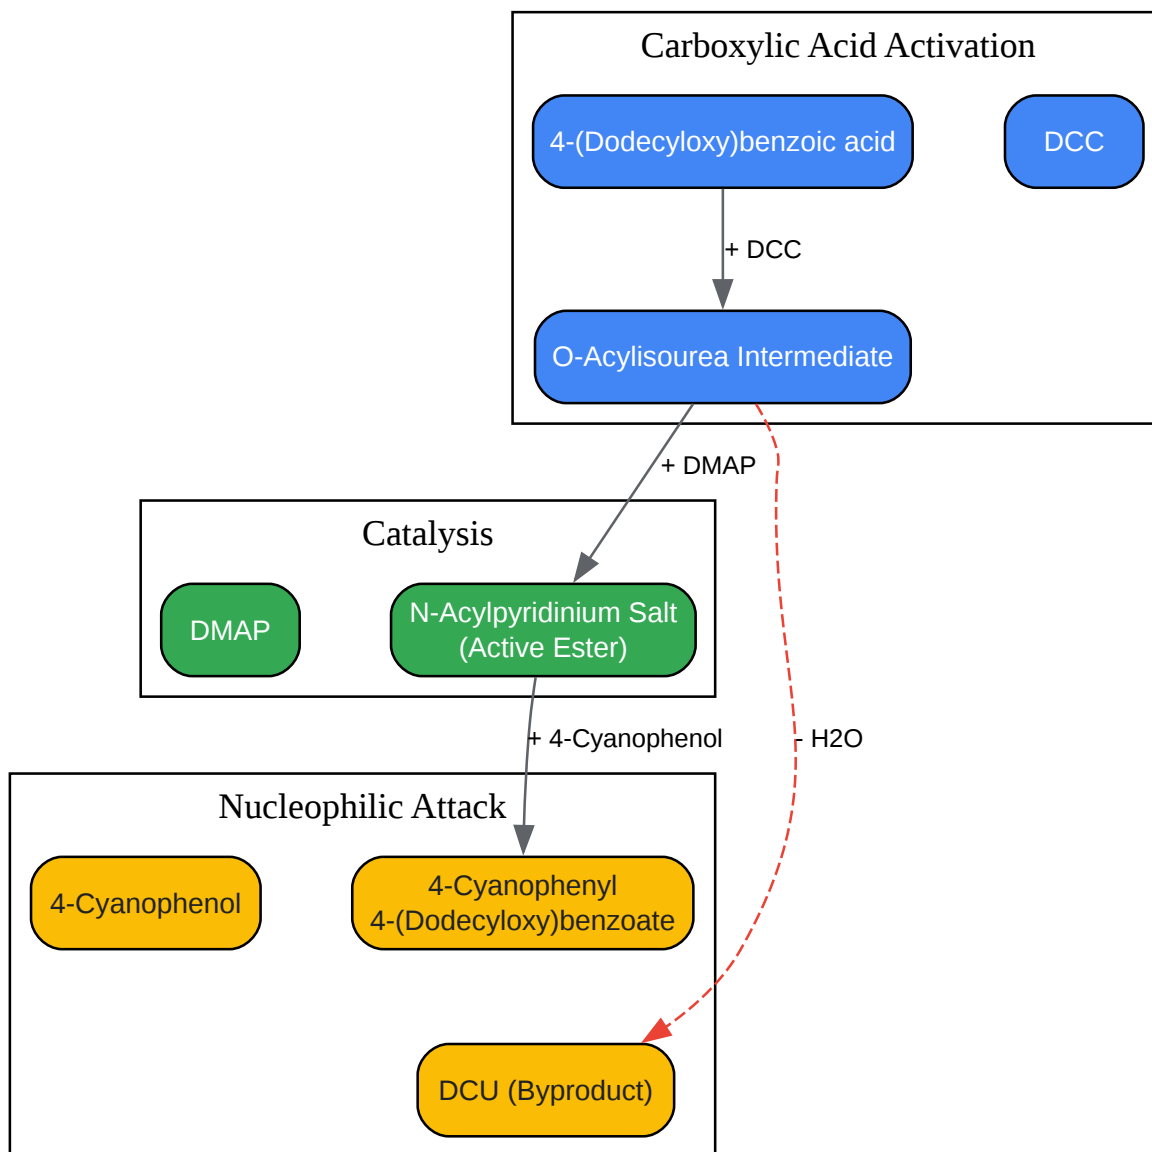 Carboxylic Acid Activation
4-(Dodecyloxy)benzoic acid
DCC
+ DCC
O-Acylisourea Intermediate
+ DMAP
Catalysis
DMAP
N-Acylpyridinium Salt
(Active Ester)
+ 4-Cyanophenol
- H2O
Nucleophilic Attack
4-Cyanophenol
4-Cyanophenyl
4-(Dodecyloxy)benzoate
DCU (Byproduct)